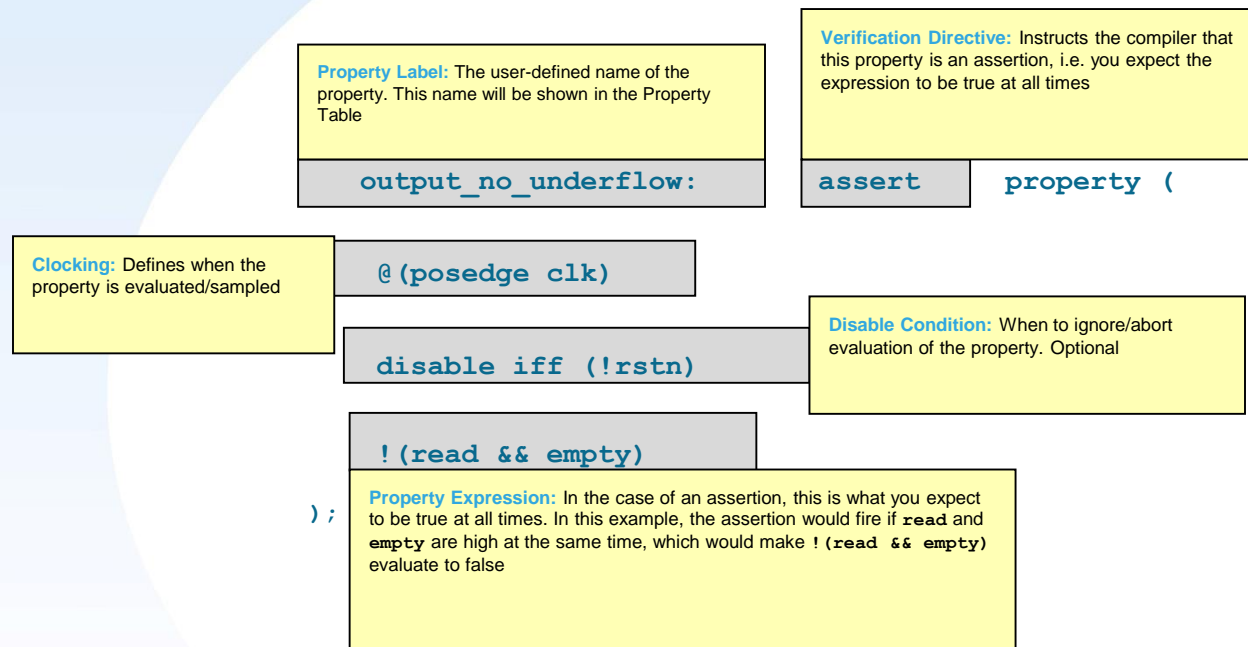 Property Label: The user-defined name of the
property. This name will be shown in the Property
Table
Verification Directive: Instructs the compiler that
this property is an assertion, i.e. you expect the
expression to be true at all times
output_no_underflow: assert property (
Clocking: Defines when the
property is evaluated/sampled
@(posedge clk)
disable iff (!rstn)
Disable Condition: When to ignore/abort
evaluation of the property. Optional
!(read && empty)
);
Property Expression: In the case of an assertion, this is what you expect
to be true at all times. In this example, the assertion would fire if read and
empty are high at the same time, which would make !(read && empty)
evaluate to false